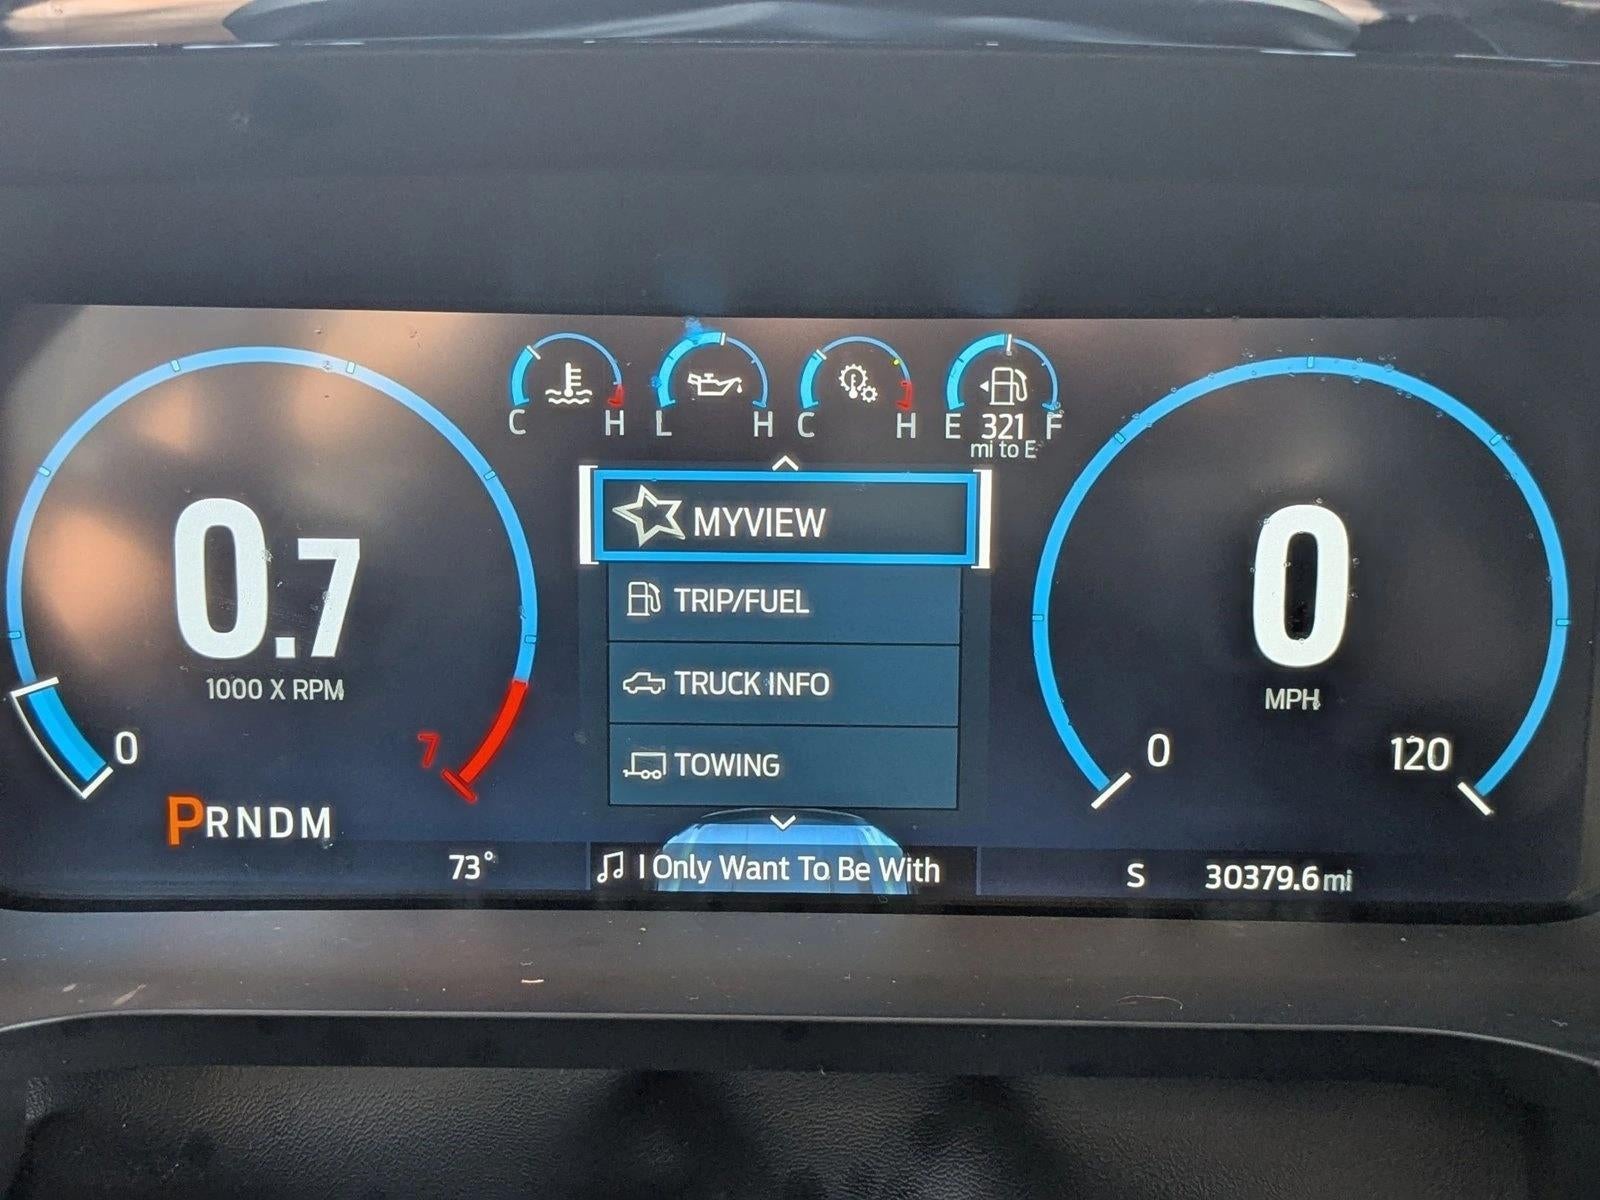 C H L H C H E 321 F
mi to E
MYVIEW
TRIP/FUEL
TRUCK INFO
TOWING
0.7
1000 X RPM
0
7
PRNDM
0
MPH
0
120
73°
I Only Want To Be With
S
30379.6 mi